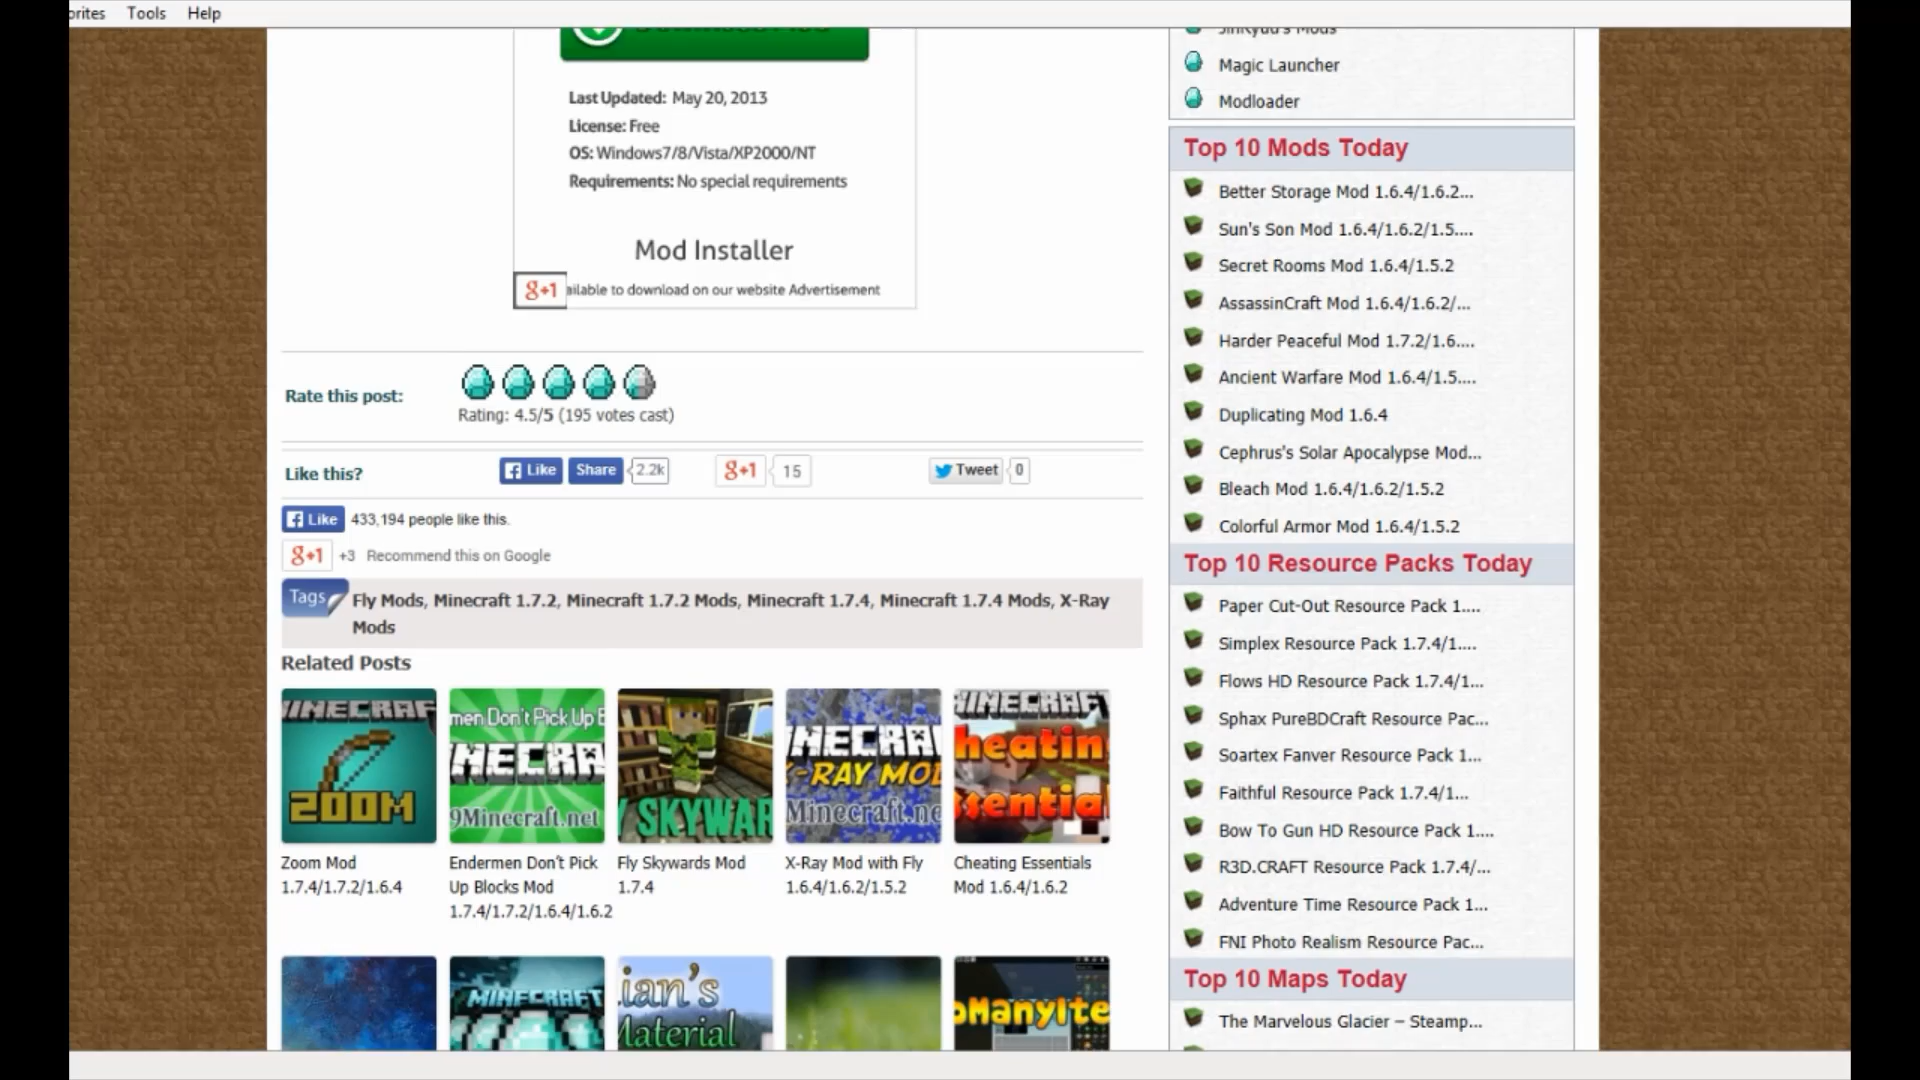 Tools Help
Last Updated: May 20, 2013
License: Free
OS: Windows7/8/Vista/XP2000/NT
Requirements: No special requirements
Mod Installer
g+1 ailable to download on our website Advertisement
Rate this post:
Rating: 4.5/5 (195 votes cast)
Like this? Like Share 2.2k g+1 15 Tweet 0
Like 433,194 people like this.
g+1 +3 Recommend this on Google
Tags Fly Mods, Minecraft 1.7.2, Minecraft 1.7.2 Mods, Minecraft 1.7.4, Minecraft 1.7.4 Mods, X-Ray
Mods
Related Posts
INECRAF
ZOOM
Zoom Mod
1.7.4/1.7.2/1.6.4
men Don't Pick Up B
NECRA
9Minecraft.net
Endermen Don't Pick
Up Blocks Mod
1.7.4/1.7.2/1.6.4/1.6.2
Y SKYWAR
Fly Skywards Mod
1.7.4
INECRA
X-RAY MOD
Minecraft.ne
X-Ray Mod with Fly
1.6.4/1.6.2/1.5.2
INECRAF
heatin
ssential
Cheating Essentials
Mod 1.6.4/1.6.2
MINECRAFT
ian's
Material
oManyIte
Magic Launcher
Modloader
Top 10 Mods Today
Better Storage Mod 1.6.4/1.6.2...
Sun's Son Mod 1.6.4/1.6.2/1.5....
Secret Rooms Mod 1.6.4/1.5.2
AssassinCraft Mod 1.6.4/1.6.2/...
Harder Peaceful Mod 1.7.2/1.6....
Ancient Warfare Mod 1.6.4/1.5....
Duplicating Mod 1.6.4
Cephrus's Solar Apocalypse Mod...
Bleach Mod 1.6.4/1.6.2/1.5.2
Colorful Armor Mod 1.6.4/1.5.2
Top 10 Resource Packs Today
Paper Cut-Out Resource Pack 1....
Simplex Resource Pack 1.7.4/1....
Flows HD Resource Pack 1.7.4/1...
Sphax PureBDCraft Resource Pac...
Soartex Fanver Resource Pack 1...
Faithful Resource Pack 1.7.4/1...
Bow To Gun HD Resource Pack 1....
R3D.CRAFT Resource Pack 1.7.4/...
Adventure Time Resource Pack 1...
FNI Photo Realism Resource Pac...
Top 10 Maps Today
The Marvelous Glacier – Steamp...